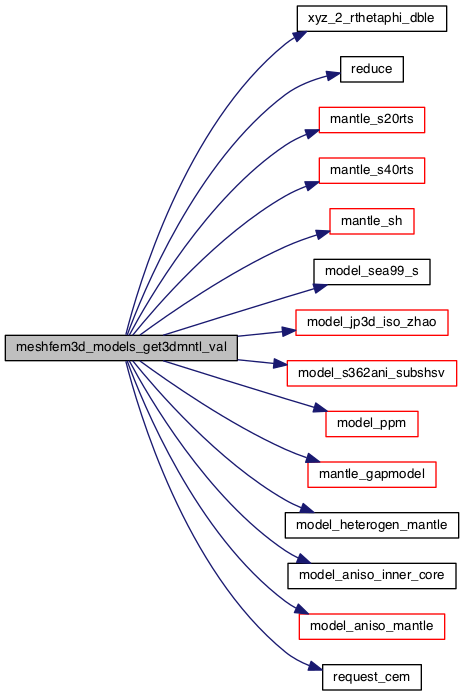 xyz_2_rthetaphi_dble
reduce
mantle_s20rts
mantle_s40rts
mantle_sh
model_sea99_s
model_jp3d_iso_zhao
meshfem3d_models_get3dmntl_val
model_s362ani_subshsv
model_ppm
mantle_gapmodel
model_heterogen_mantle
model_aniso_inner_core
model_aniso_mantle
request_cem